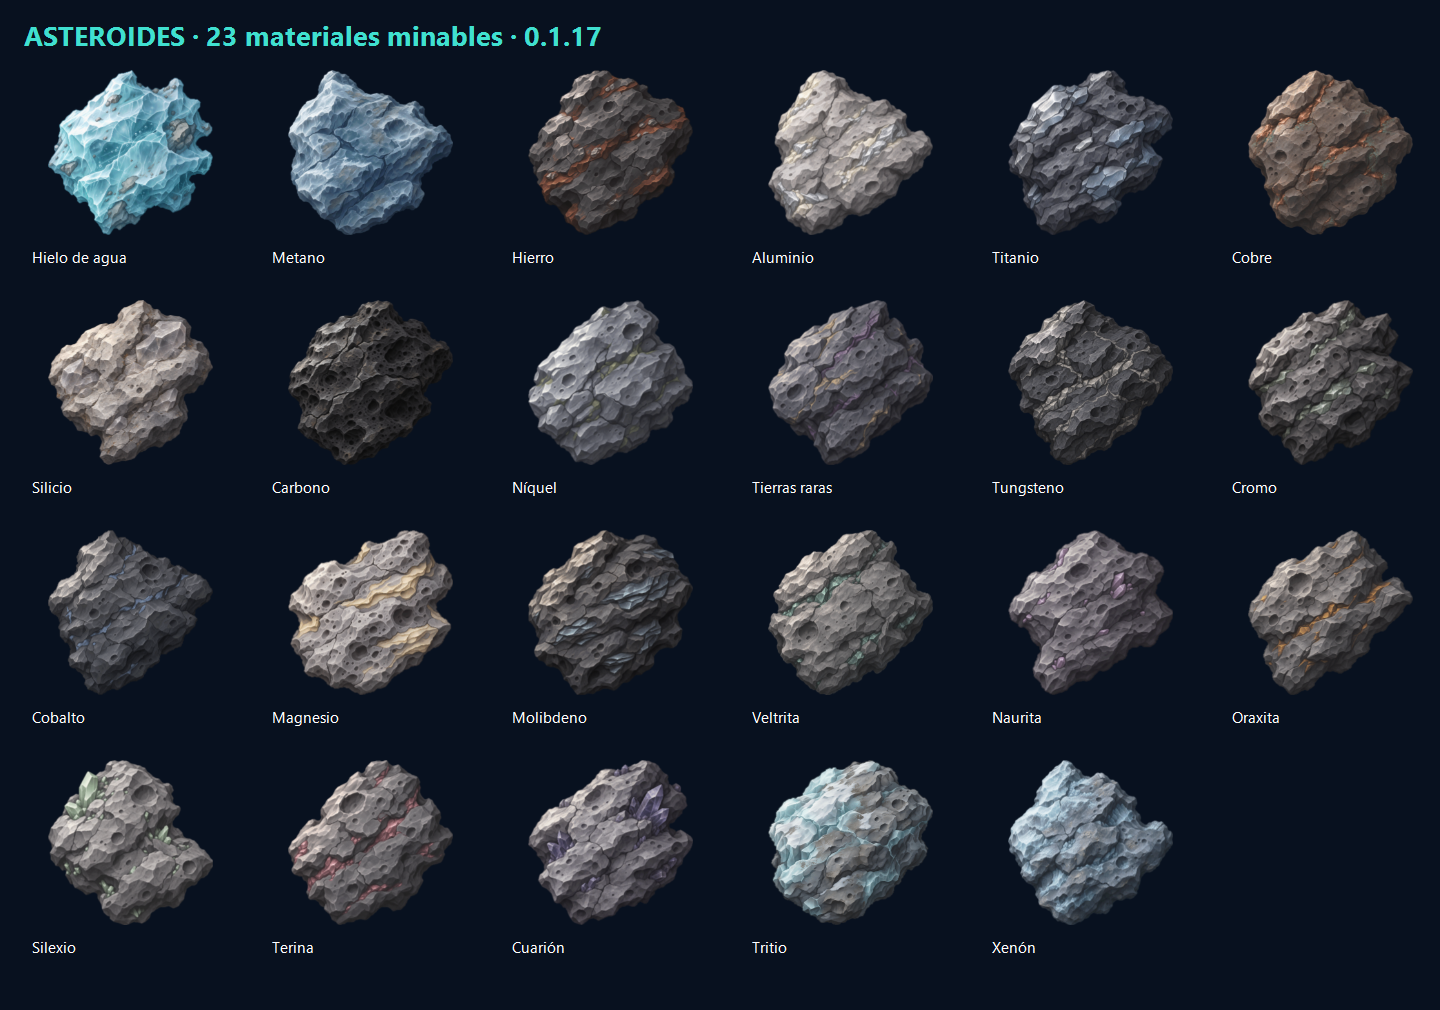 ASTEROIDES · 23 materiales minables · 0.1.17
Hielo de agua
Metano
Hierro
Aluminio
Titanio
Cobre
Silicio
Carbono
Níquel
Tierras raras
Tungsteno
Cromo
Cobalto
Magnesio
Molibdeno
Veltrita
Naurita
Oraxita
Silexio
Terina
Cuarión
Tritio
Xenón